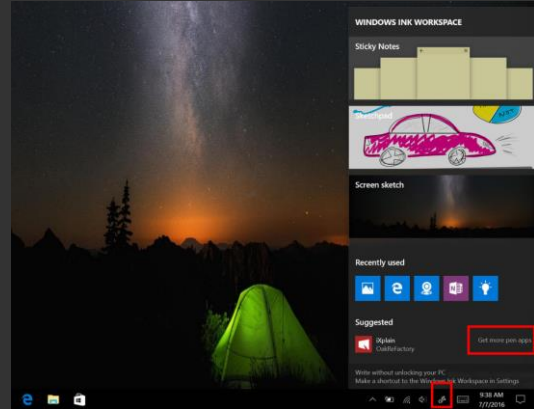 WINDOWS INK WORKSPACE
Sticky Notes
Sketchpad
Screen sketch
Recently used
Suggested
iXplain
OakleFactory
Get more pen apps
Write without unlocking your PC
Make a shortcut to the Windows Ink Workspace in Settings
9:38 AM
7/7/2016